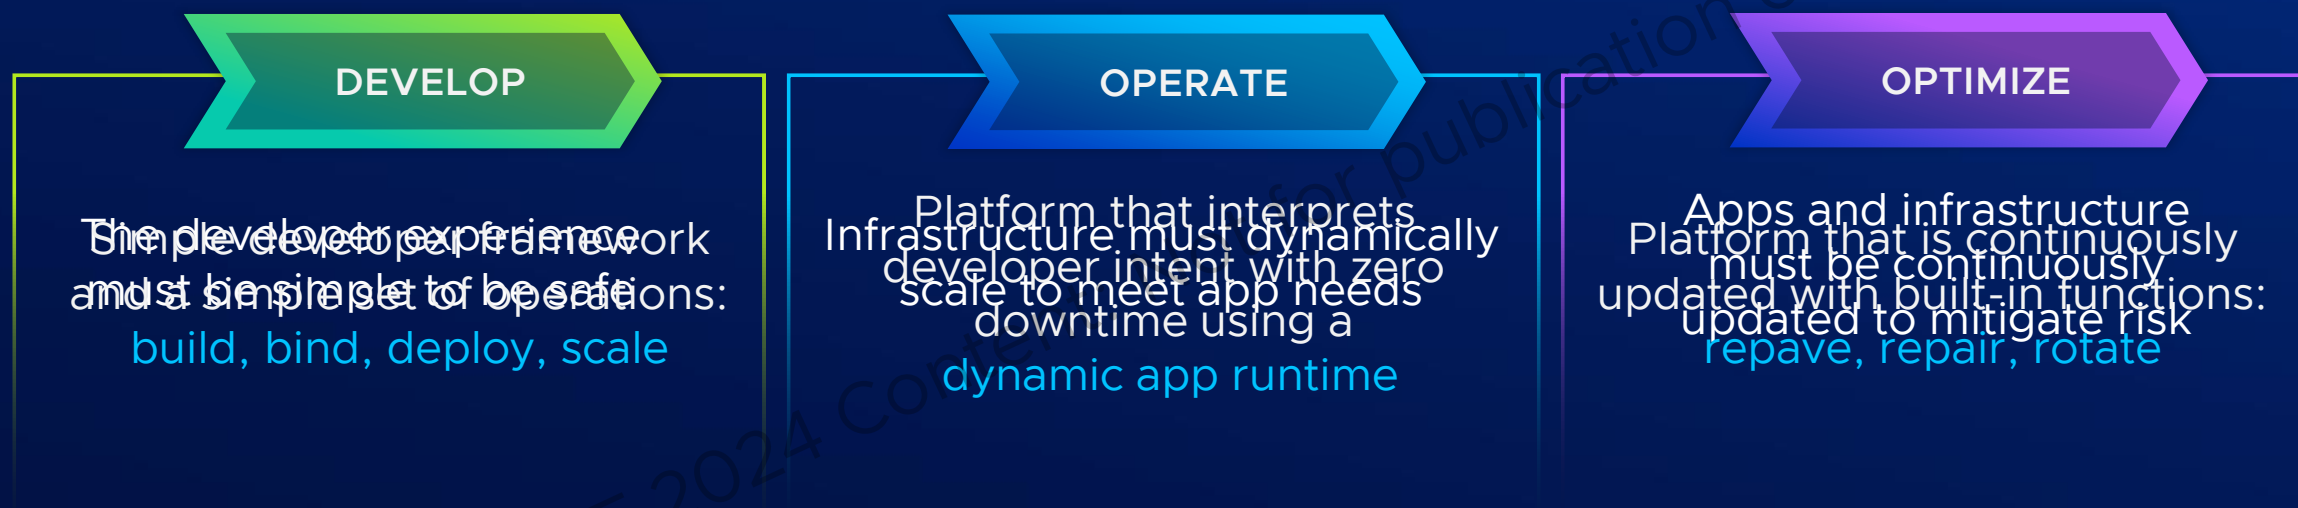 DEVELOP
The developer experience
must be simple to be safe
Simple developer framework
and a simple set of operations:
build, bind, deploy, scale
OPERATE
Infrastructure must dynamically
scale to meet app needs
Platform that interprets
developer intent with zero
downtime using a
dynamic app runtime
OPTIMIZE
Apps and infrastructure
must be continuously
updated to mitigate risk
Platform that is continuously
updated with built-in functions:
repave, repair, rotate
2024 Content: not for publication